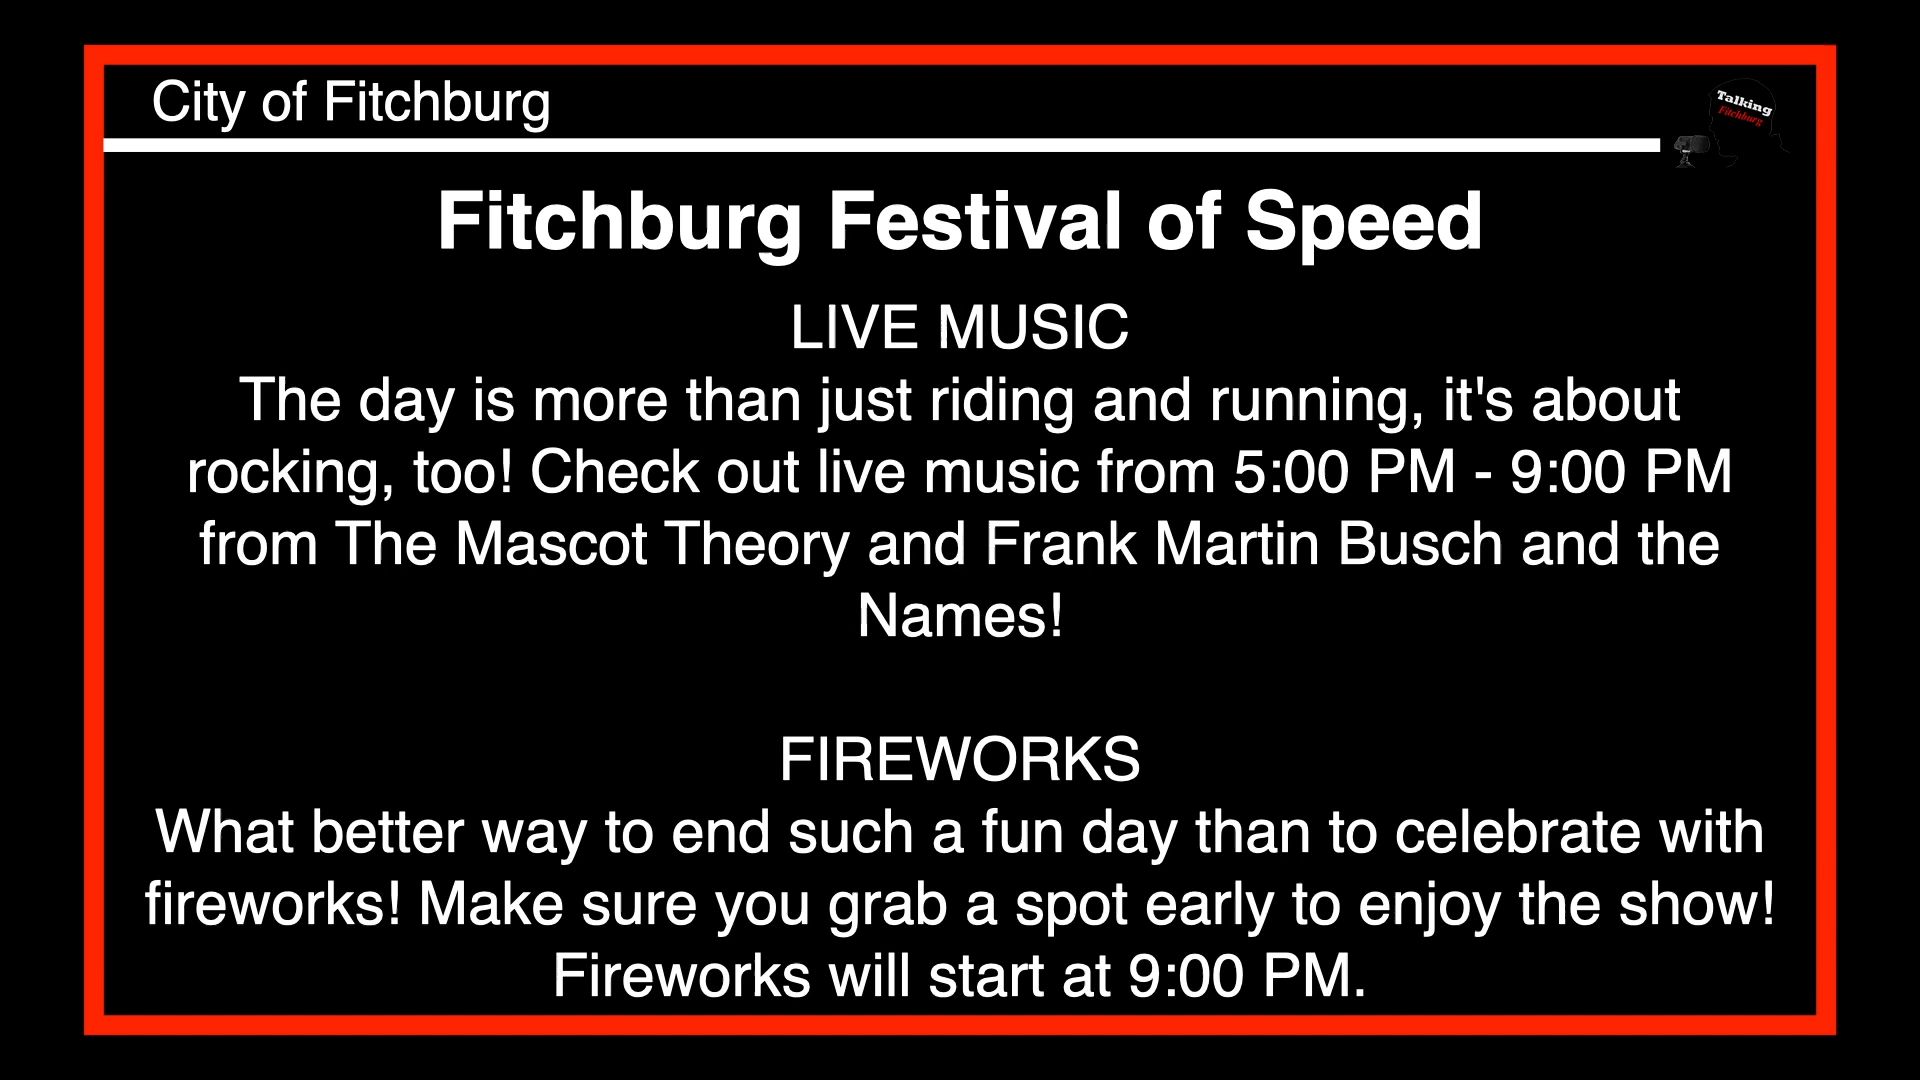 City of Fitchburg
Talking
Fitchburg
Fitchburg Festival of Speed
LIVE MUSIC
The day is more than just riding and running, it's about
rocking, too! Check out live music from 5:00 PM - 9:00 PM
from The Mascot Theory and Frank Martin Busch and the
Names!
FIREWORKS
What better way to end such a fun day than to celebrate with
fireworks! Make sure you grab a spot early to enjoy the show!
Fireworks will start at 9:00 PM.